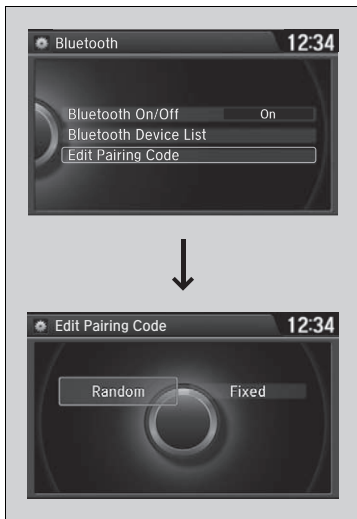 Bluetooth
12:34
Bluetooth On/Off On
Bluetooth Device List
Edit Pairing Code
Edit Pairing Code
12:34
Random Fixed